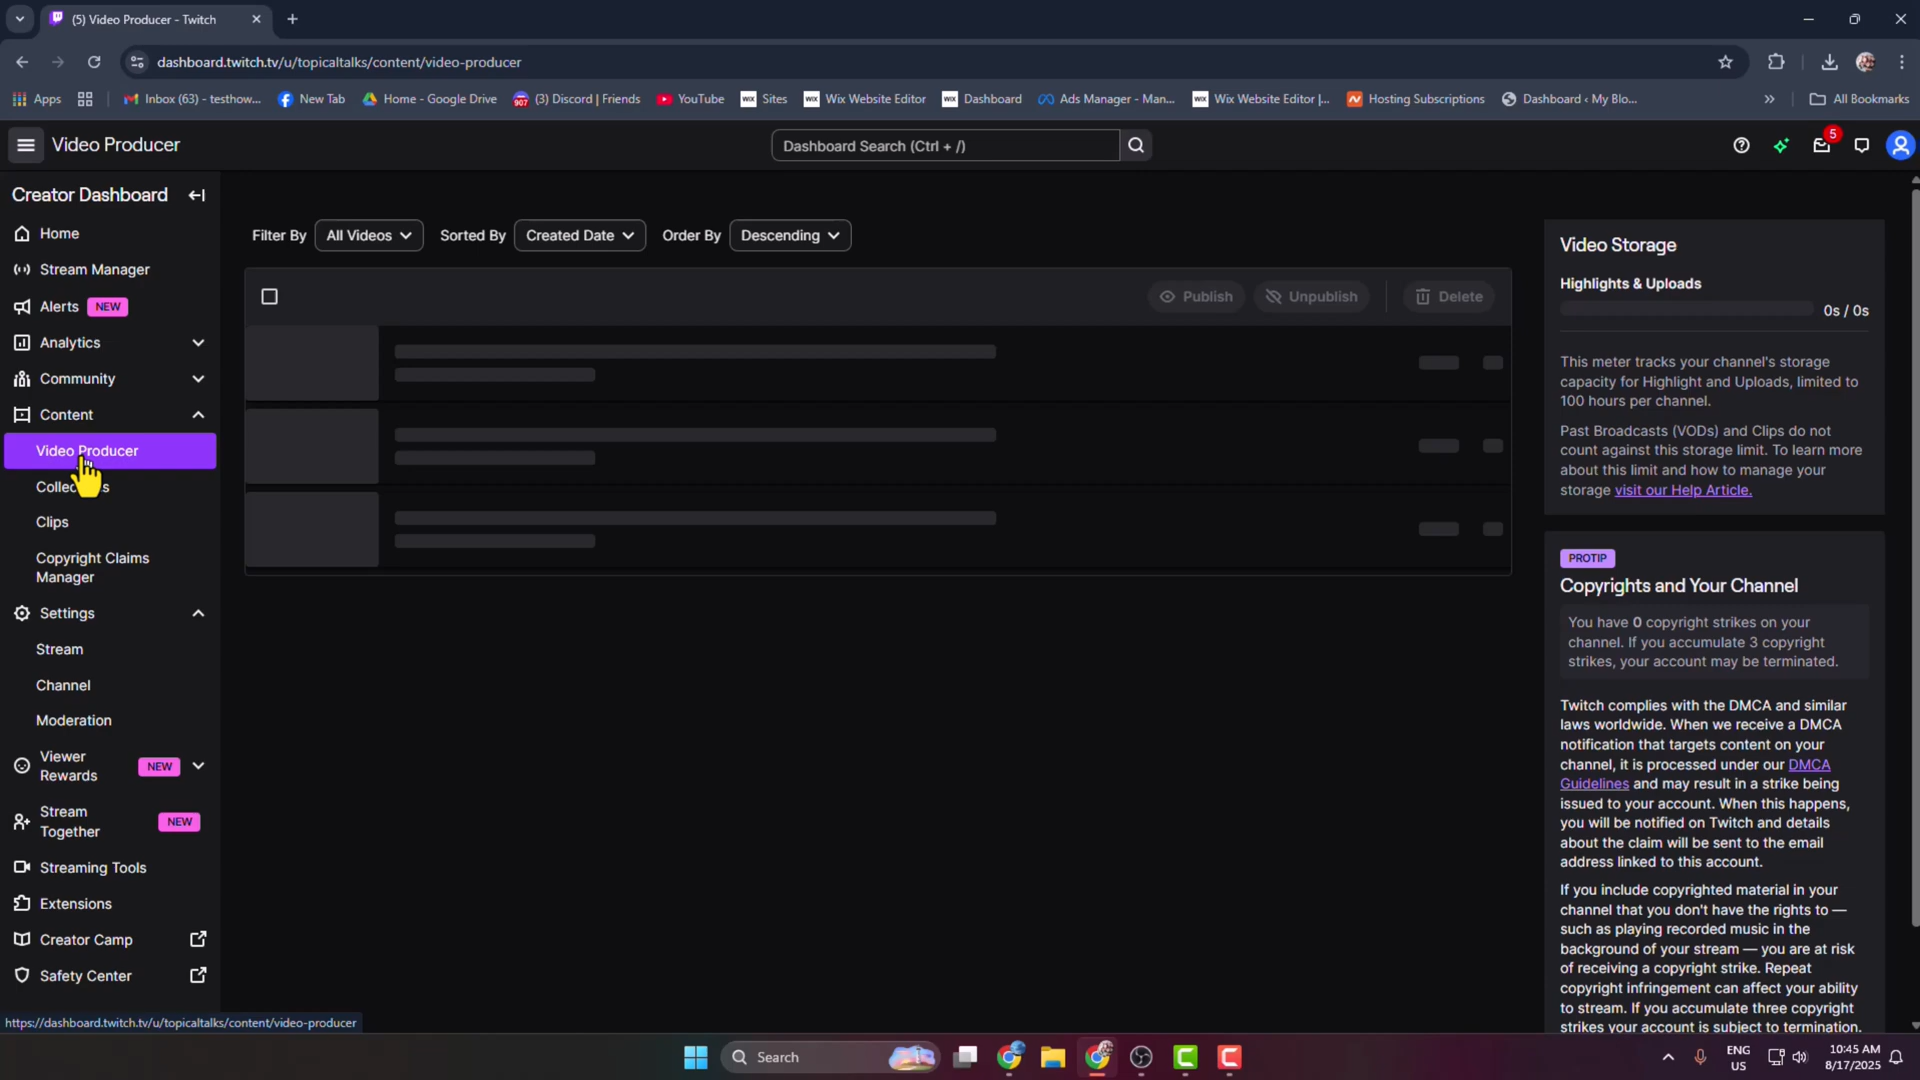 (5) Video Producer - Twitch
dashboard.twitch.tv/u/topicaltalks/content/video-producer
Apps
Inbox (63) - testhow...
New Tab
Home - Google Drive
(3) Discord | Friends
YouTube
Sites
Wix Website Editor
Dashboard
Ads Manager - Man...
Wix Website Editor |...
Hosting Subscriptions
Dashboard ‹ My Blo...
All Bookmarks
Video Producer
Dashboard Search (Ctrl + /)
5
Creator Dashboard
Home
Stream Manager
Alerts NEW
Analytics
Community
Content
Video Producer
Clips
Copyright Claims
Manager
Settings
Stream
Channel
Moderation
Viewer
Rewards
NEW
Stream
Together
NEW
Streaming Tools
Extensions
Creator Camp
Safety Center
https://dashboard.twitch.tv/u/topicaltalks/content/video-producer
Filter By All Videos Sorted By Created Date Order By Descending
Publish Unpublish Delete
Video Storage
Highlights & Uploads
0s / 0s
This meter tracks your channel's storage
capacity for Highlight and Uploads, limited to
100 hours per channel.
Past Broadcasts (VODs) and Clips do not
count against this storage limit. To learn more
about this limit and how to manage your
storage visit our Help Article.
PROTIP
Copyrights and Your Channel
You have 0 copyright strikes on your
channel. If you accumulate 3 copyright
strikes, your account may be terminated.
Twitch complies with the DMCA and similar
laws worldwide. When we receive a DMCA
notification that targets content on your
channel, it is processed under our DMCA
Guidelines and may result in a strike being
issued to your account. When this happens,
you will be notified on Twitch and details
about the claim will be sent to the email
address linked to this account.
If you include copyrighted material in your
channel that you don't have the rights to —
such as playing recorded music in the
background of your stream — you are at risk
of receiving a copyright strike. Repeat
copyright infringement can affect your ability
to stream. If you accumulate three copyright
strikes your account is subject to termination.
Search
ENG
US
10:45 AM
8/17/2025